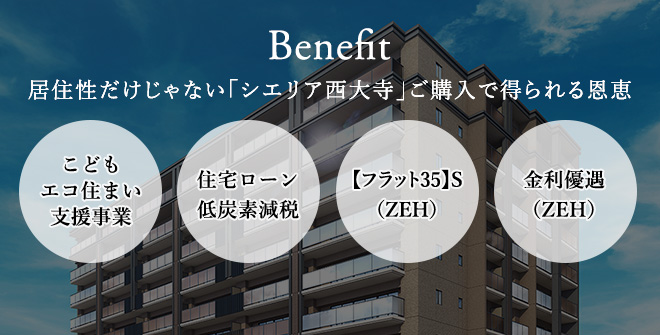 Benefit
居住性だけじゃない「シエリア西大寺」ご購入で得られる恩恵
こども
エコ住まい
支援事業
住宅ローン
低炭素減税
【フラット35】S
（ZEH）
金利優遇
（ZEH）